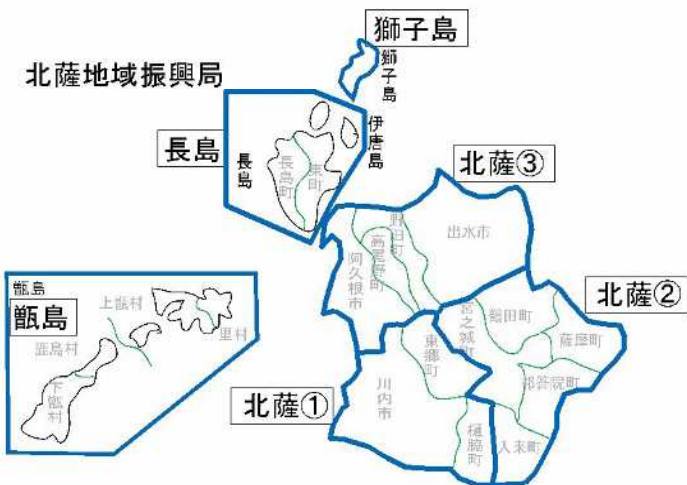 獅子島
獅子島
北薩地域振興局
伊唐島
長島
長島
長島町
東町
北薩③
野田町
出水市
高尾野町
阿久根市
甑島
甑島
上甑村
里村
鹿島村
下甑村
北薩②
宮之城町
鶴田町
薩摩町
東郷町
祁答院町
北薩①
川内市
樋脇町
入来町